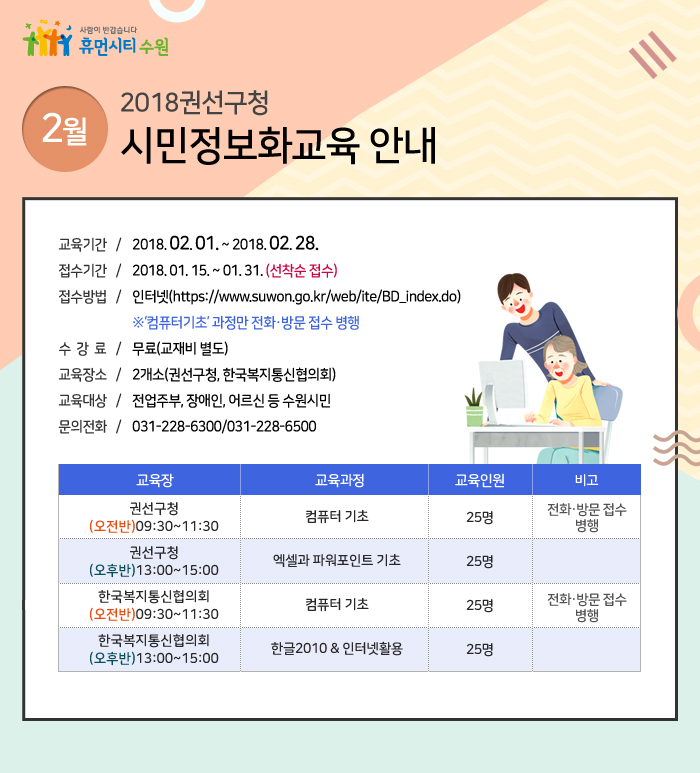 사람이 반갑습니다
휴먼시티 수원
2월
2018권선구청
시민정보화교육 안내
교육기간 / 2018. 02. 01. ~ 2018. 02. 28.
접수기간 / 2018. 01. 15. ~ 01. 31. (선착순 접수)
접수방법 / 인터넷(https://www.suwon.go.kr/web/ite/BD_index.do)
※'컴퓨터기초' 과정만 전화·방문 접수 병행
수 강 료 / 무료(교재비 별도)
교육장소 / 2개소(권선구청, 한국복지통신협의회)
교육대상 / 전업주부, 장애인, 어르신 등 수원시민
문의전화 / 031-228-6300/031-228-6500
교육장 교육과정 교육인원 비고
권선구청
(오전반)09:30~11:30
컴퓨터 기초
25명
전화·방문 접수
병행
권선구청
(오후반)13:00~15:00
엑셀과 파워포인트 기초
25명
한국복지통신협의회
(오전반)09:30~11:30
컴퓨터 기초
25명
전화·방문 접수
병행
한국복지통신협의회
(오후반)13:00~15:00
한글2010 & 인터넷활용
25명